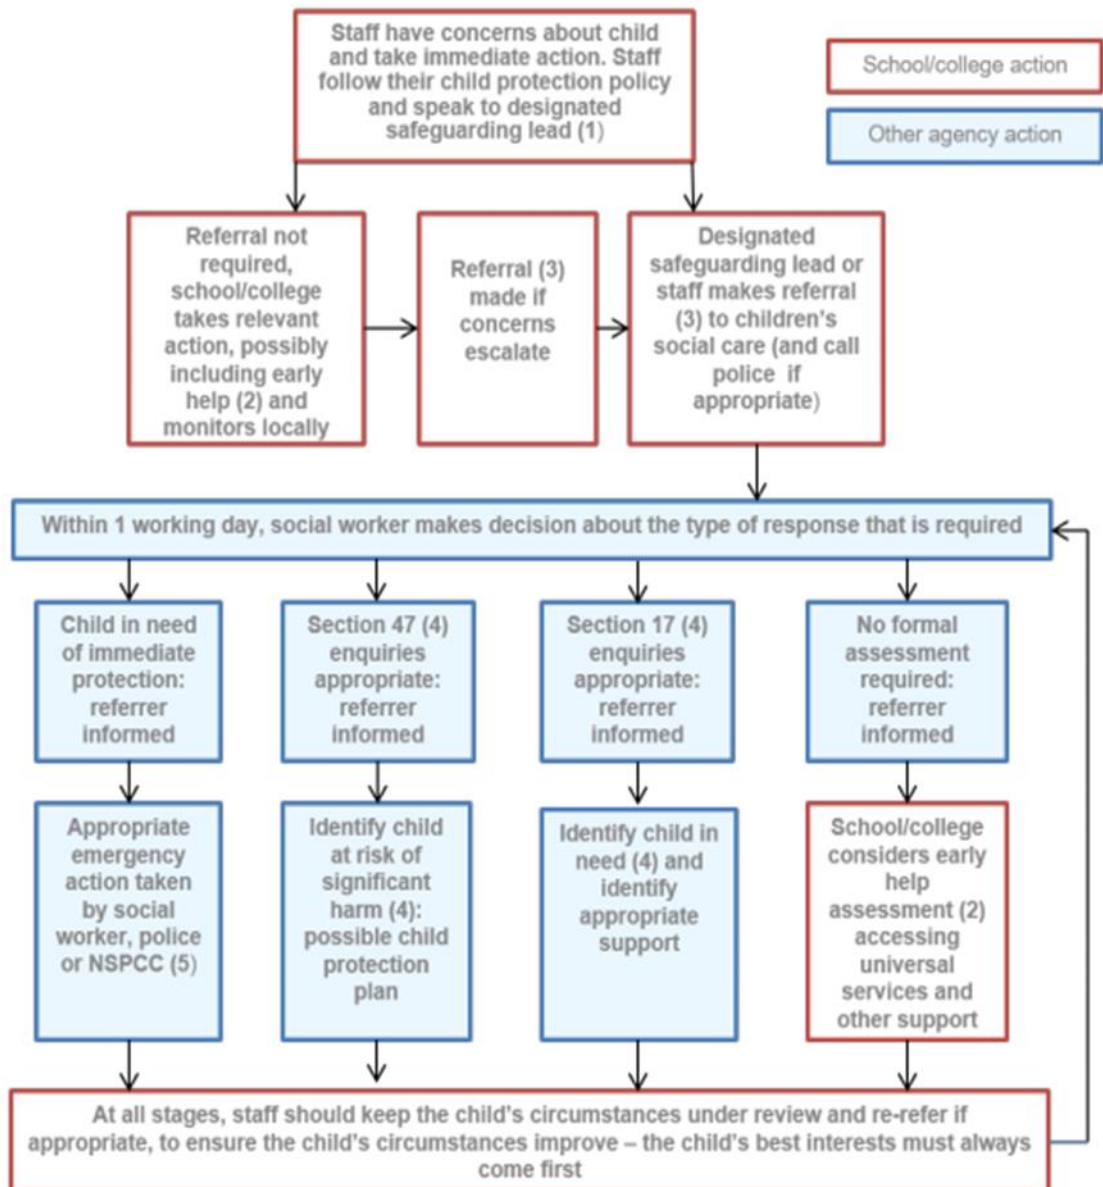 Staff have concerns about child
and take immediate action. Staff
follow their child protection policy
and speak to designated
safeguarding lead (1)
School/college action
Other agency action
Referral not
required,
school/college
takes relevant
action, possibly
including early
help (2) and
monitors locally
Referral (3)
made if
concerns
escalate
Designated
safeguarding lead or
staff makes referral
(3) to children's
social care (and call
police if
appropriate)
Within 1 working day, social worker makes decision about the type of response that is required
Child in need
of immediate
protection:
referrer
informed
Section 47 (4)
enquiries
appropriate:
referrer
informed
Section 17 (4)
enquiries
appropriate:
referrer
informed
No formal
assessment
required:
referrer
informed
Appropriate
emergency
action taken
by social
worker, police
or NSPCC (5)
Identify child
at risk of
significant
harm (4):
possible child
protection
plan
Identify child in
need (4) and
identify
appropriate
support
School/college
considers early
help
assessment (2)
accessing
universal
services and
other support
At all stages, staff should keep the child's circumstances under review and re-refer if
appropriate, to ensure the child's circumstances improve – the child's best interests must always
come first